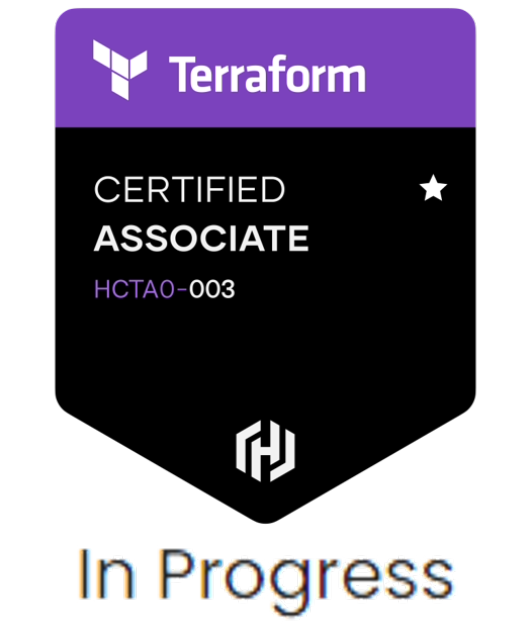 Terraform
CERTIFIED
ASSOCIATE
HCTA0-003
In Progress